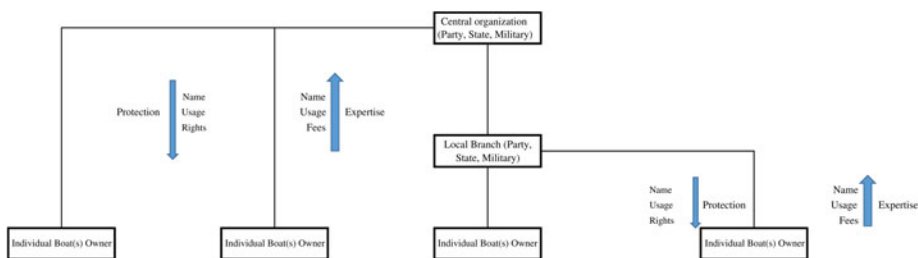 Central organization
(Party, State, Military)
Protection
Name
Usage
Rights
Name
Usage
Fees
Expertise
Local Branch (Party,
State, Military)
Name
Usage
Rights
Protection
Name
Usage
Fees
Expertise
Individual Boat(s) Owner
Individual Boat(s) Owner
Individual Boat(s) Owner
Individual Boat(s) Owner